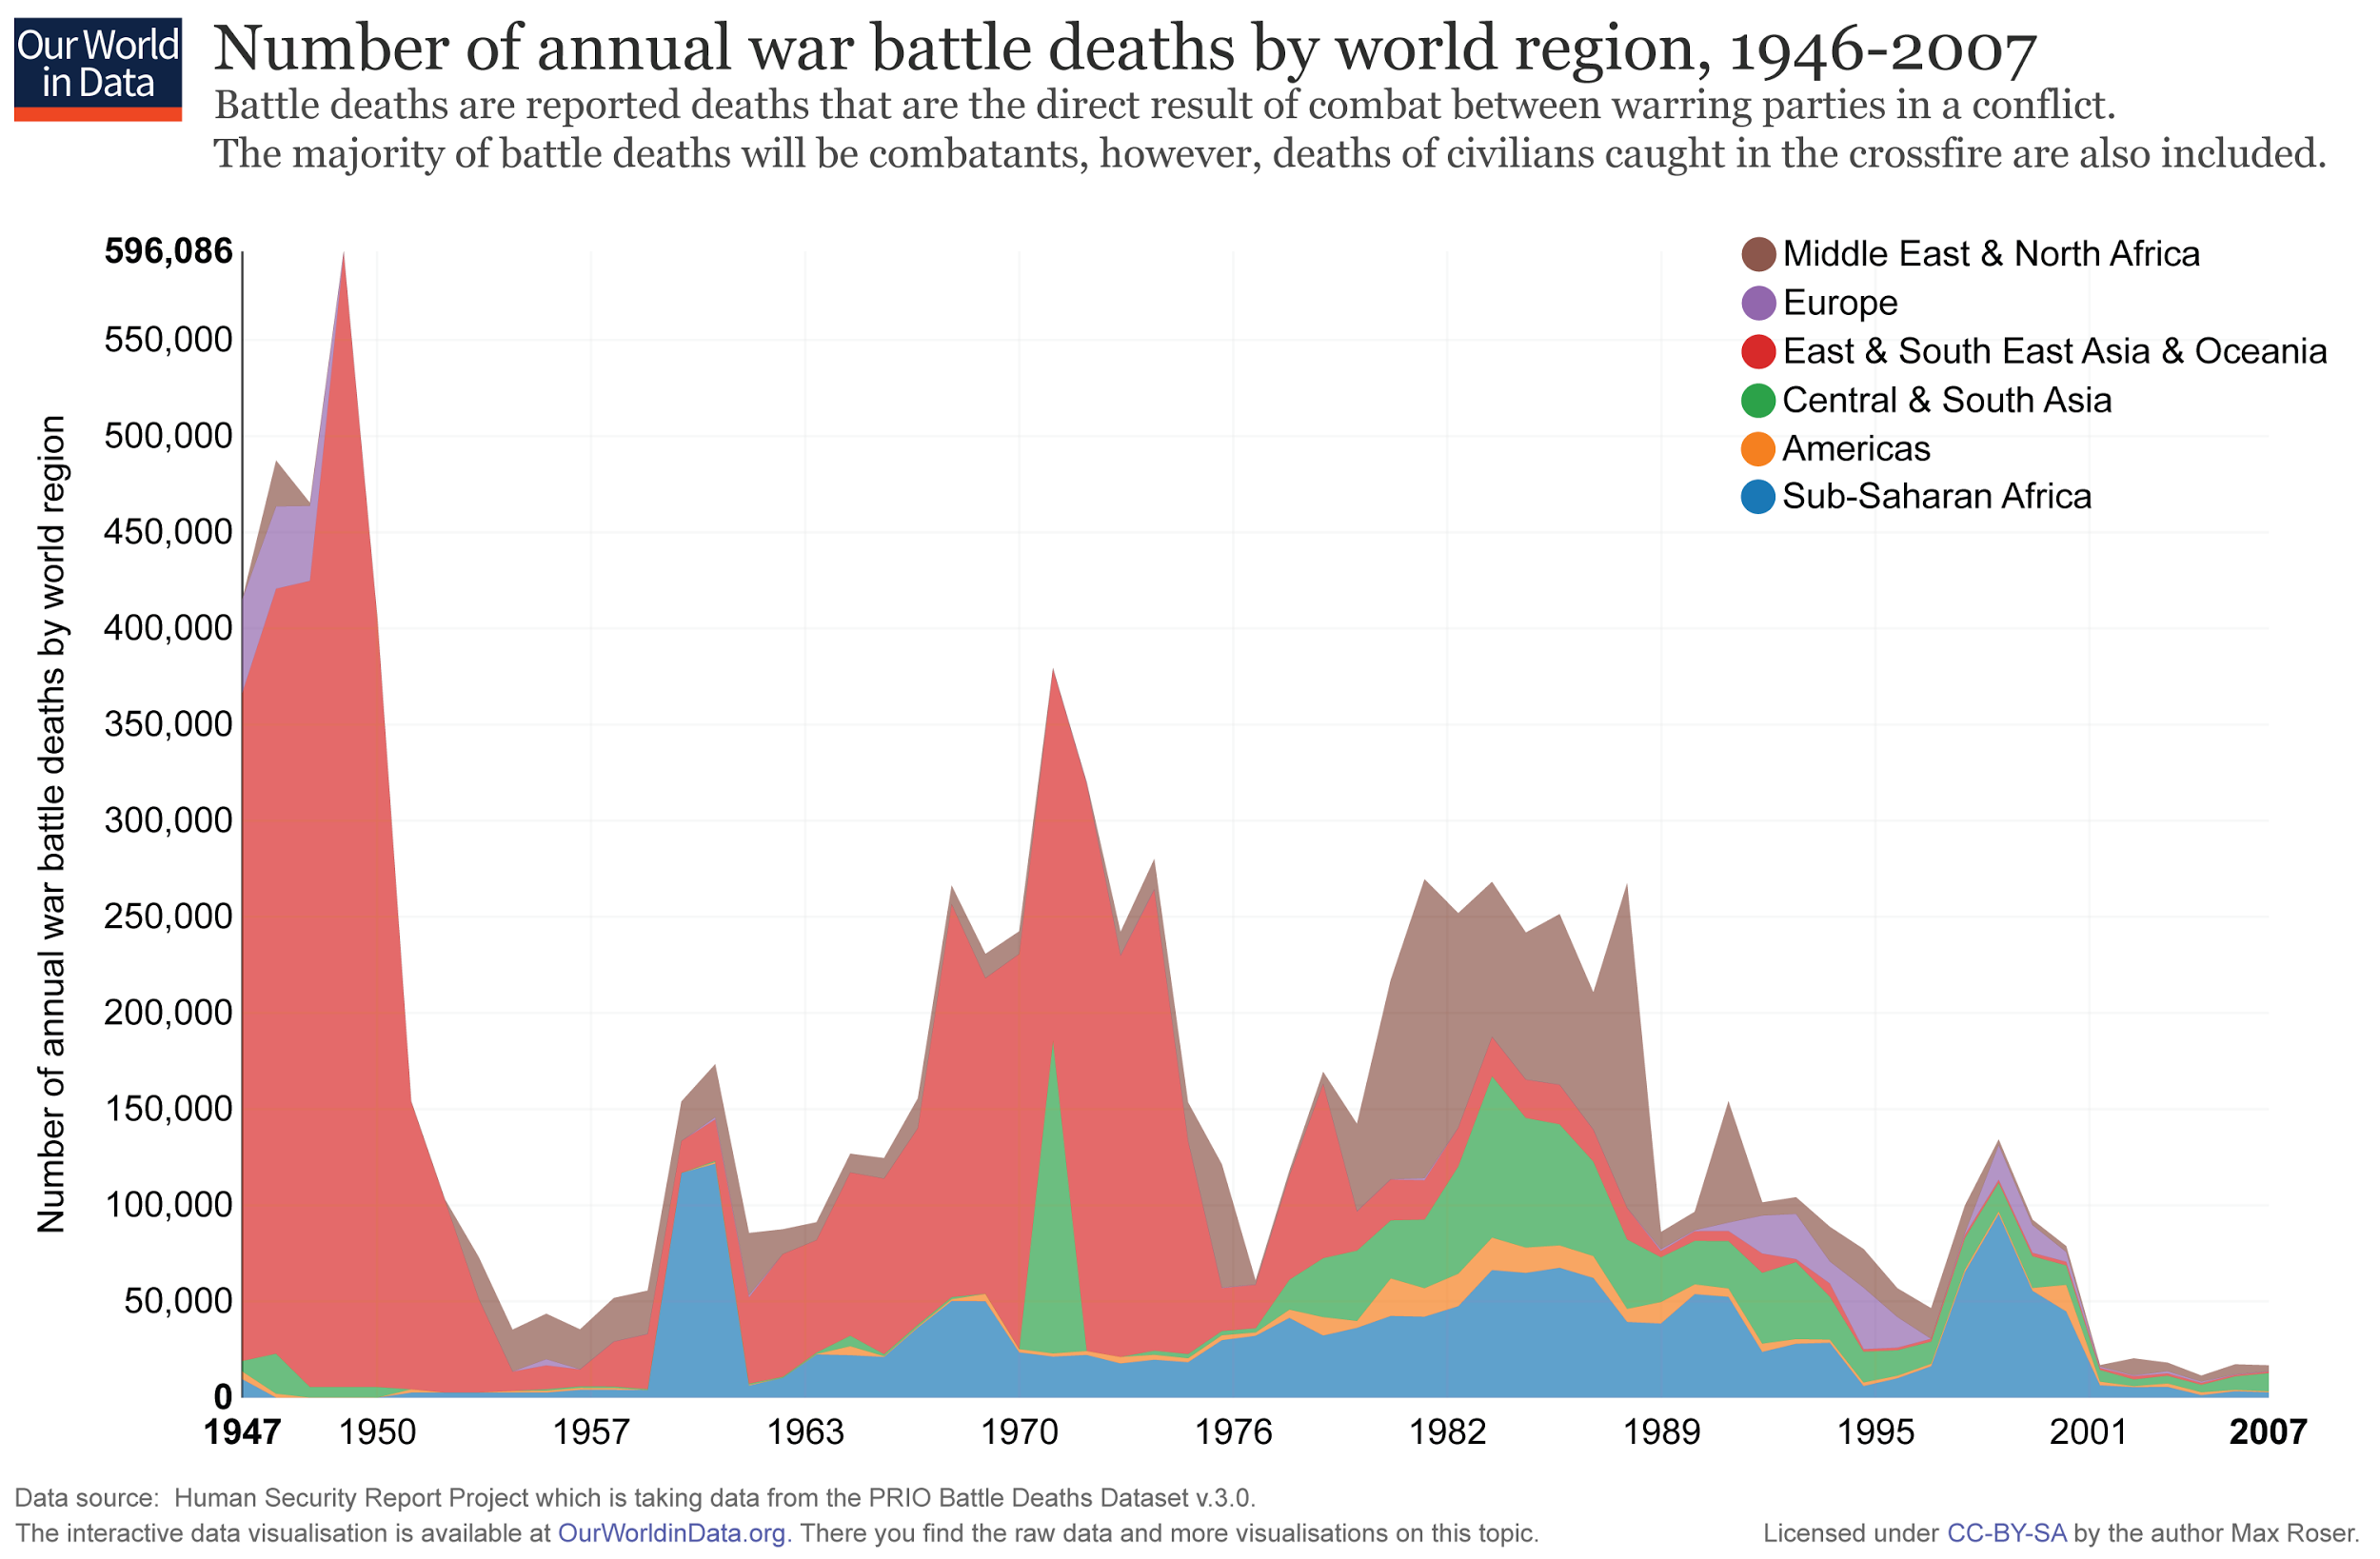 Our World
in Data
Number of annual war battle deaths by world region, 1946-2007
Battle deaths are reported deaths that are the direct result of combat between warring parties in a conflict.
The majority of battle deaths will be combatants, however, deaths of civilians caught in the crossfire are also included.
Number of annual war battle deaths by world region
596,086
550,000
500,000
450,000
400,000
350,000
300,000
250,000
200,000
150,000
100,000
50,000
0
Middle East & North Africa
Europe
East & South East Asia & Oceania
Central & South Asia
Americas
Sub-Saharan Africa
1947 1950 1957 1963 1970 1976 1982 1989 1995 2001 2007
Data source: Human Security Report Project which is taking data from the PRIO Battle Deaths Dataset v.3.0.
The interactive data visualisation is available at OurWorldinData.org. There you find the raw data and more visualisations on this topic.
Licensed under CC-BY-SA by the author Max Roser.